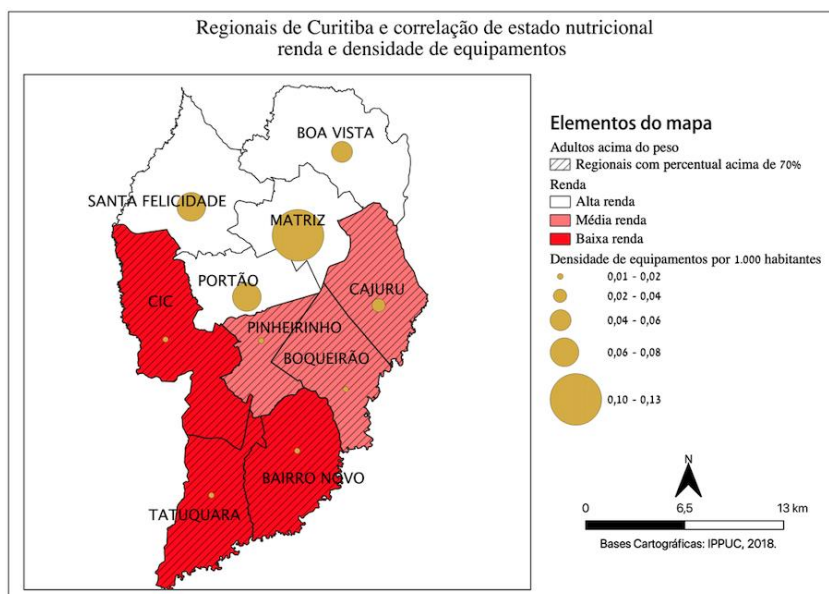 Regionais de Curitiba e correlação de estado nutricional
renda e densidade de equipamentos
BOA VISTA
SANTA FELICIDADE
MATRIZ
PORTÃO
CAJURU
CIC
PINHEIRINHO
BOQUEIRÃO
BAIRRO NOVO
TATUQUARA
Elementos do mapa
Adultos acima do peso
Regionais com percentual acima de 70%
Renda
Alta renda
Média renda
Baixa renda
Densidade de equipamentos por 1.000 habitantes
0,01 - 0,02
0,02 - 0,04
0,04 - 0,06
0,06 - 0,08
0,10 - 0,13
N
0 6,5 13 km
Bases Cartográficas: IPPUC, 2018.